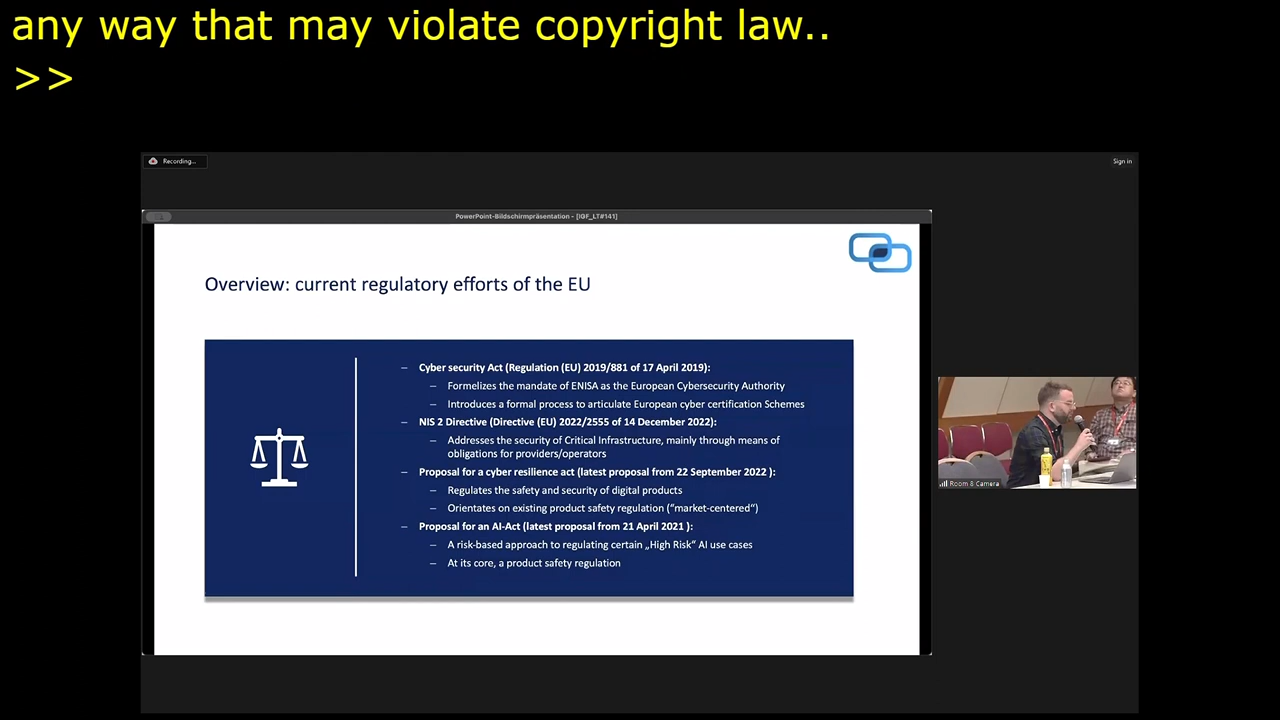 any way that may violate copyright law..
>>
Recording...
Sign in
PowerPoint-Bildschirmpräsentation - [IGF_LT#141]
Overview: current regulatory efforts of the EU
– Cyber security Act (Regulation (EU) 2019/881 of 17 April 2019):
– Formelizes the mandate of ENISA as the European Cybersecurity Authority
– Introduces a formal process to articulate European cyber certification Schemes
– NIS 2 Directive (Directive (EU) 2022/2555 of 14 December 2022):
– Addresses the security of Critical Infrastructure, mainly through means of
obligations for providers/operators
– Proposal for a cyber resilience act (latest proposal from 22 September 2022 ):
– Regulates the safety and security of digital products
– Orientates on existing product safety regulation ("market-centered“)
– Proposal for an AI-Act (latest proposal from 21 April 2021 ):
– A risk-based approach to regulating certain „High Risk“ AI use cases
– At its core, a product safety regulation
Room 8 Camera